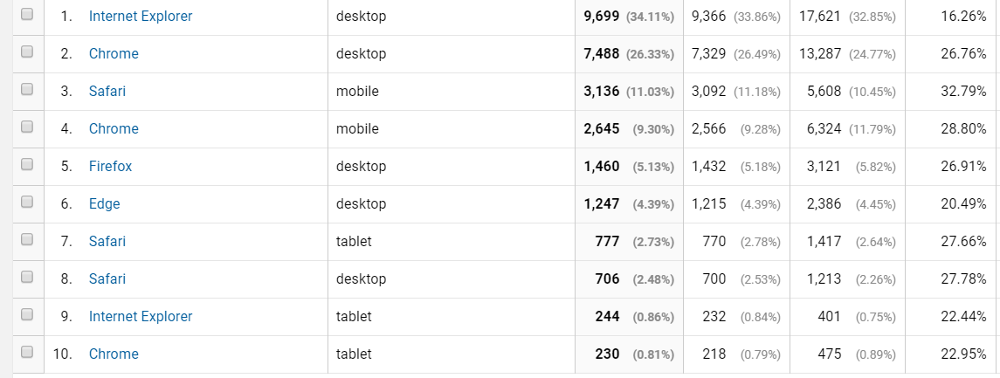 1. Internet Explorer desktop 9,699 (34.11%) 9,366 (33.86%) 17,621 (32.85%) 16.26%
2. Chrome desktop 7,488 (26.33%) 7,329 (26.49%) 13,287 (24.77%) 26.76%
3. Safari mobile 3,136 (11.03%) 3,092 (11.18%) 5,608 (10.45%) 32.79%
4. Chrome mobile 2,645 (9.30%) 2,566 (9.28%) 6,324 (11.79%) 28.80%
5. Firefox desktop 1,460 (5.13%) 1,432 (5.18%) 3,121 (5.82%) 26.91%
6. Edge desktop 1,247 (4.39%) 1,215 (4.39%) 2,386 (4.45%) 20.49%
7. Safari tablet 777 (2.73%) 770 (2.78%) 1,417 (2.64%) 27.66%
8. Safari desktop 706 (2.48%) 700 (2.53%) 1,213 (2.26%) 27.78%
9. Internet Explorer tablet 244 (0.86%) 232 (0.84%) 401 (0.75%) 22.44%
10. Chrome tablet 230 (0.81%) 218 (0.79%) 475 (0.89%) 22.95%